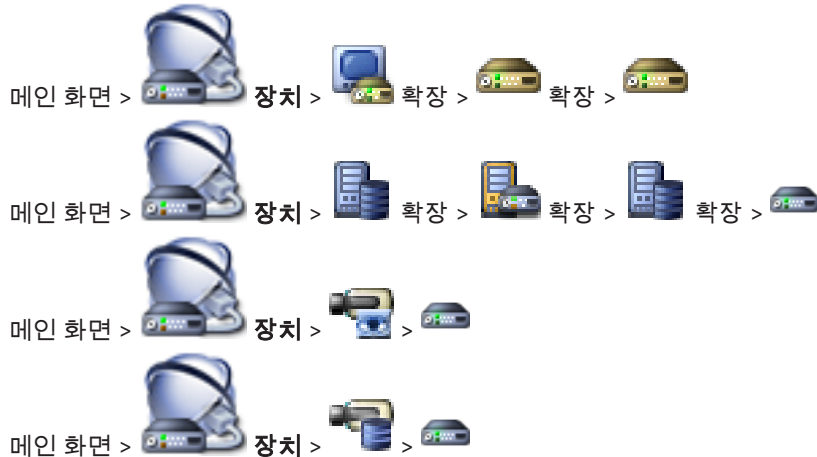 메인 화면 > 장치 > 확장 > 확장 >
메인 화면 > 장치 > 확장 > 확장 > 확장 >
메인 화면 > 장치 > >
메인 화면 > 장치 > >